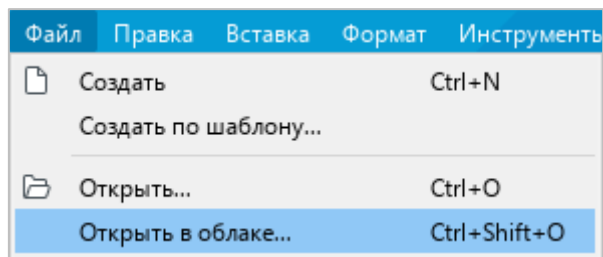 Файл Правка Вставка Формат Инструменты
Создать Ctrl+N
Создать по шаблону...
Открыть... Ctrl+O
Открыть в облаке... Ctrl+Shift+O